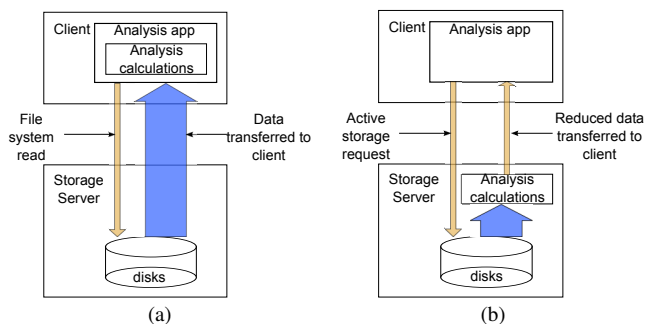 Client
Analysis app
Analysis
calculations
File
system
read
Data
transferred to
client
Storage
Server
disks
(a)
Client
Analysis app
Active
storage
request
Reduced data
transferred to
client
Storage
Server
Analysis
calculations
disks
(b)